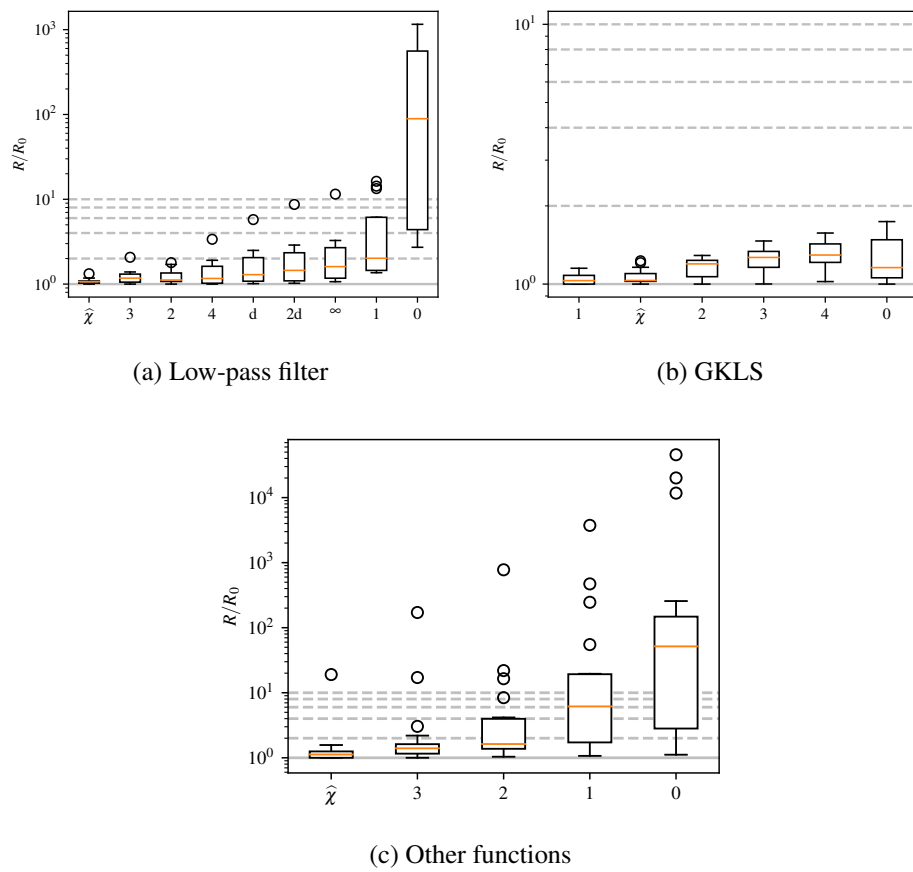 10³
10²
10¹
10⁰
R/R₀
χ̂ 3 2 4 d 2d ∞ 1 0
(a) Low-pass filter
10¹
10⁰
R/R₀
1 χ̂ 2 3 4 0
(b) GKLS
10⁴
10³
10²
10¹
10⁰
R/R₀
χ̂ 3 2 1 0
(c) Other functions